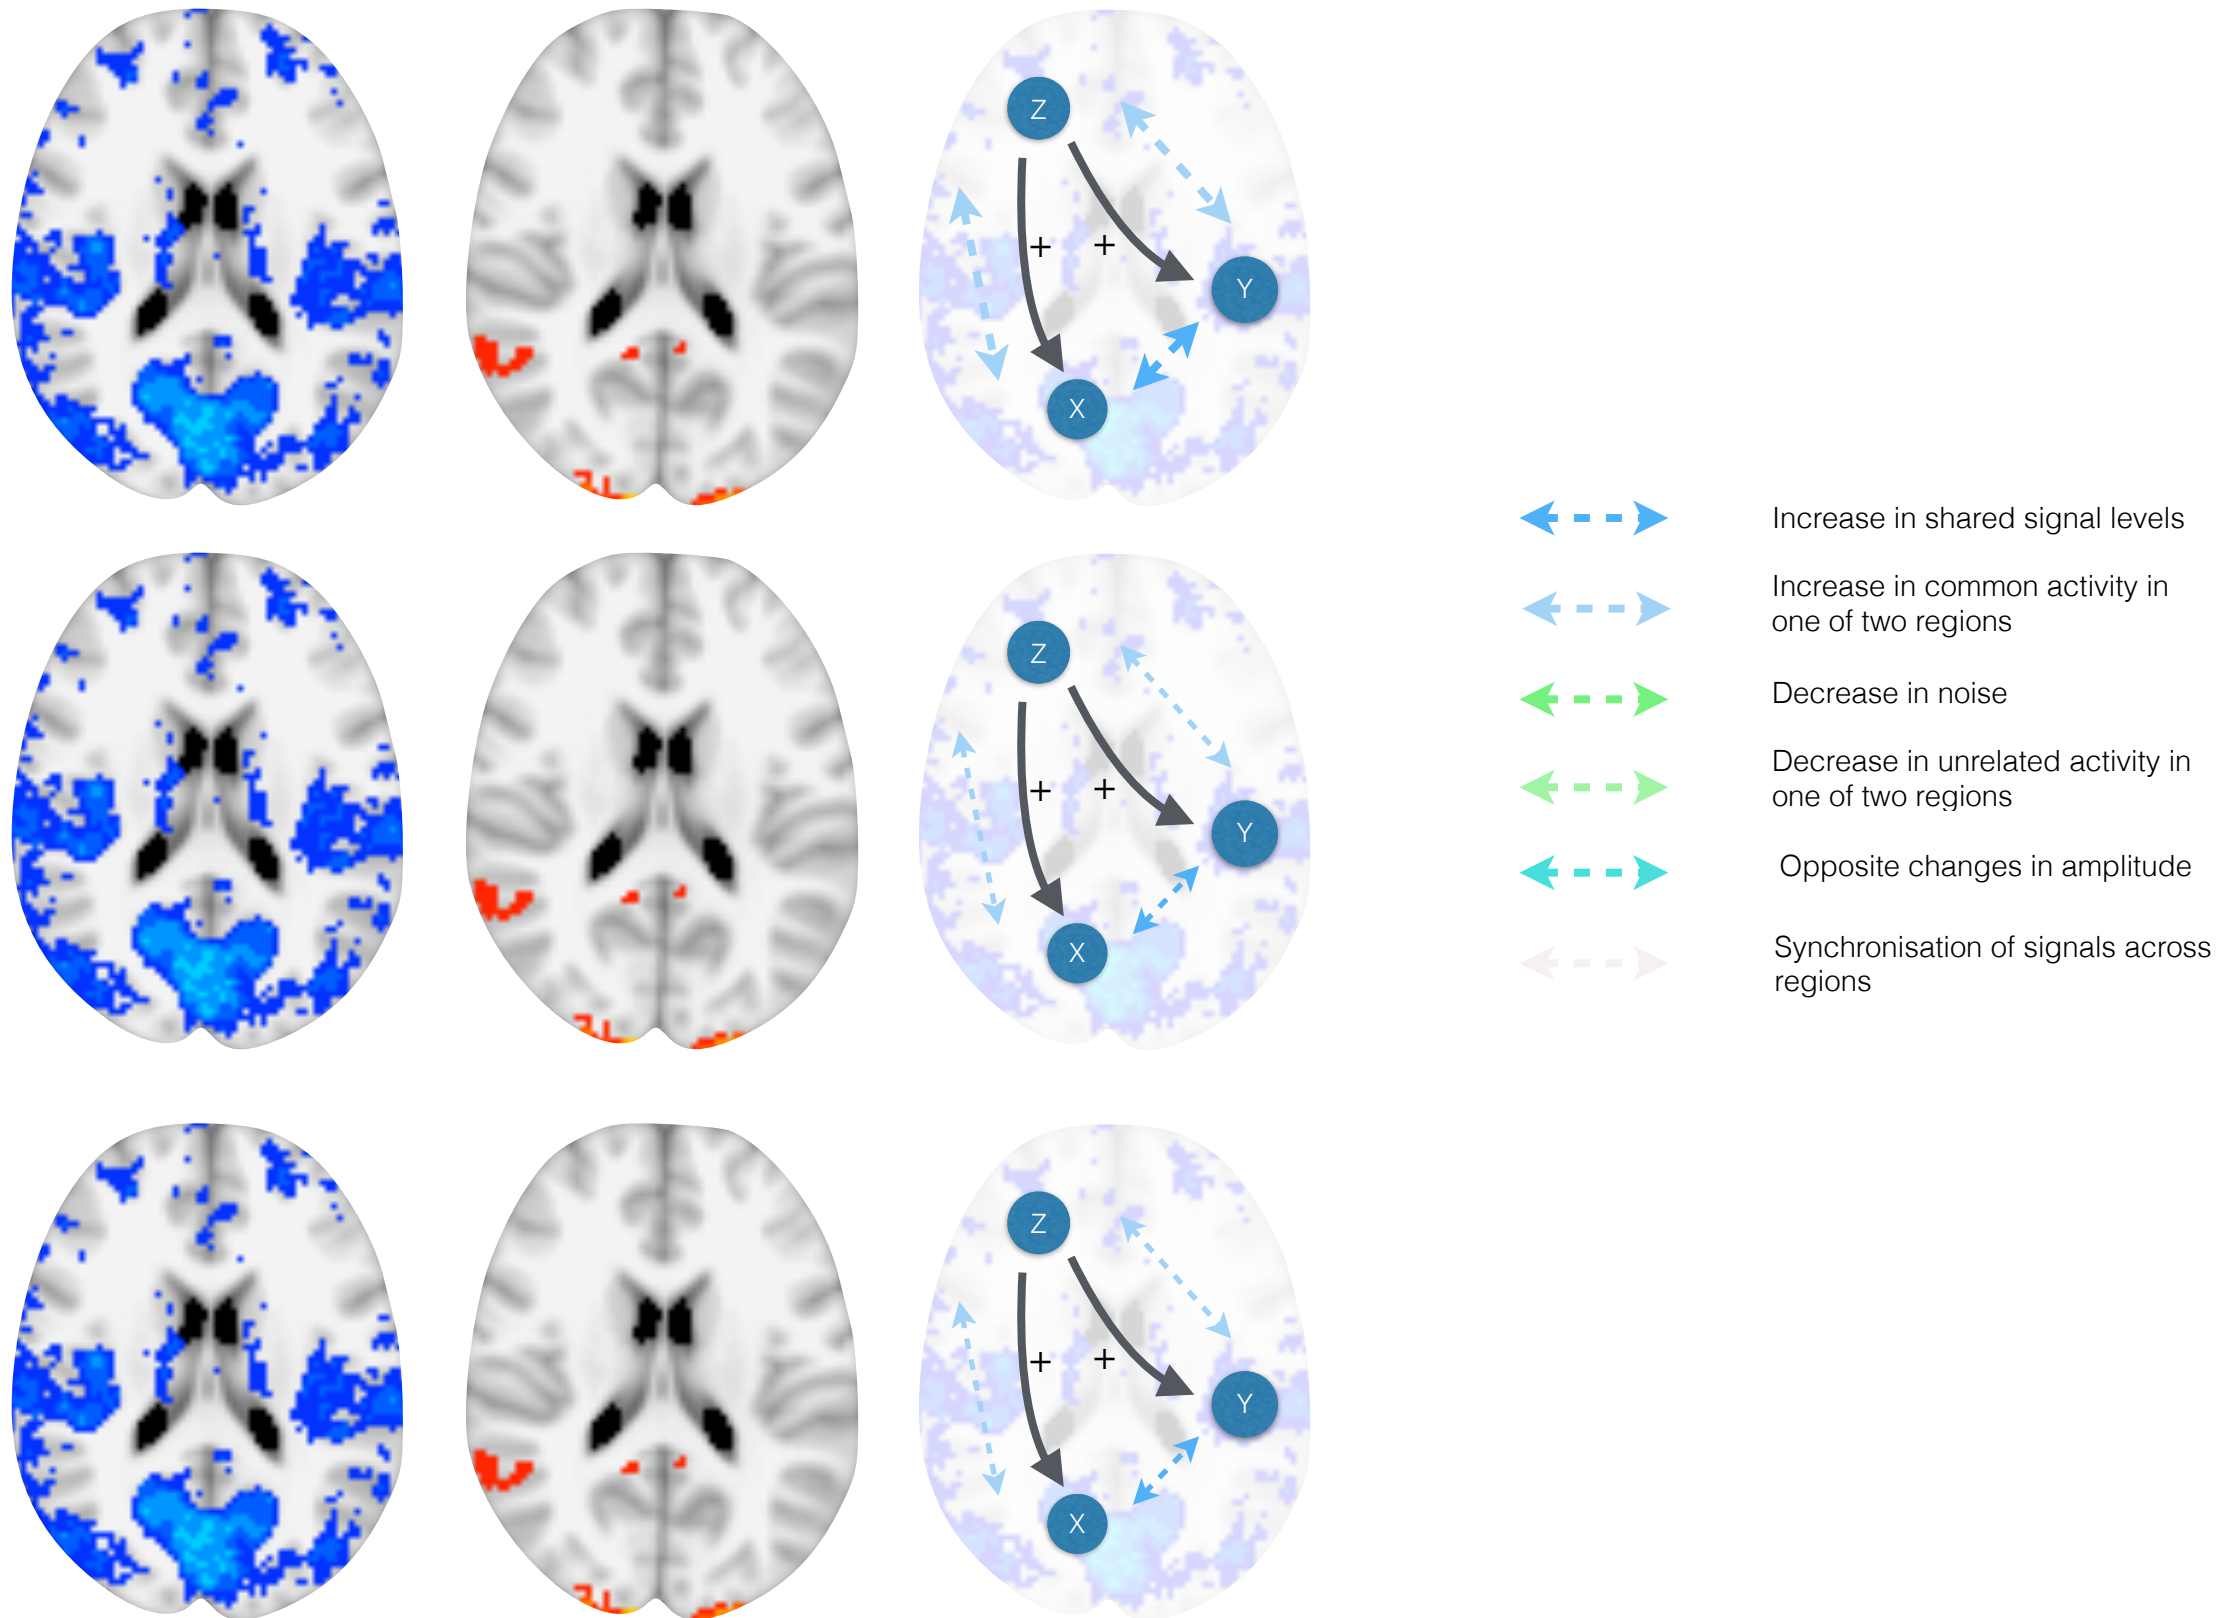 Z
+
+
Y
X
Increase in shared signal levels
Increase in common activity in
one of two regions
Decrease in noise
Decrease in unrelated activity in
one of two regions
Opposite changes in amplitude
Synchronisation of signals across
regions
Z
+
+
Y
X
Z
+
+
Y
X